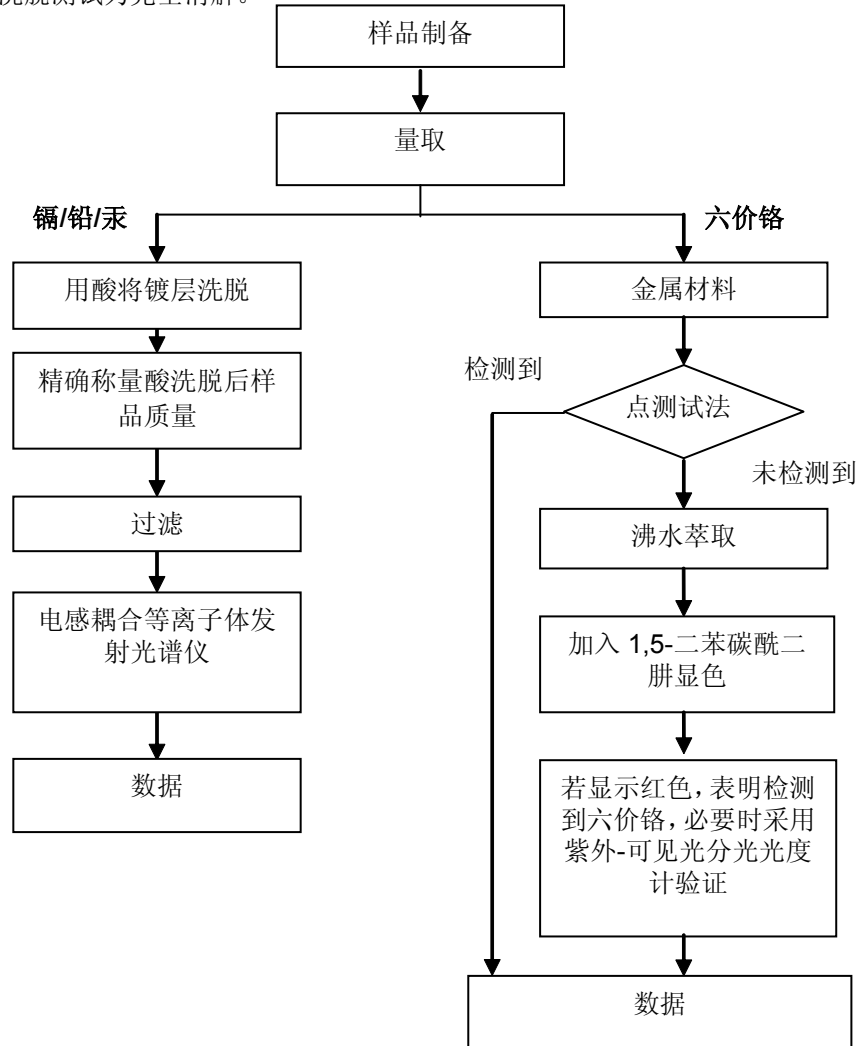 样品制备
量取
镉/铅/汞
六价铬
用酸将镀层洗脱
精确称量酸洗脱后样
品质量
过滤
电感耦合等离子体发
射光谱仪
数据
金属材料
检测到
点测试法
未检测到
沸水萃取
加入 1,5-二苯碳酰二
肼显色
若显示红色，表明检测
到六价铬，必要时采用
紫外-可见光分光光度
计验证
数据